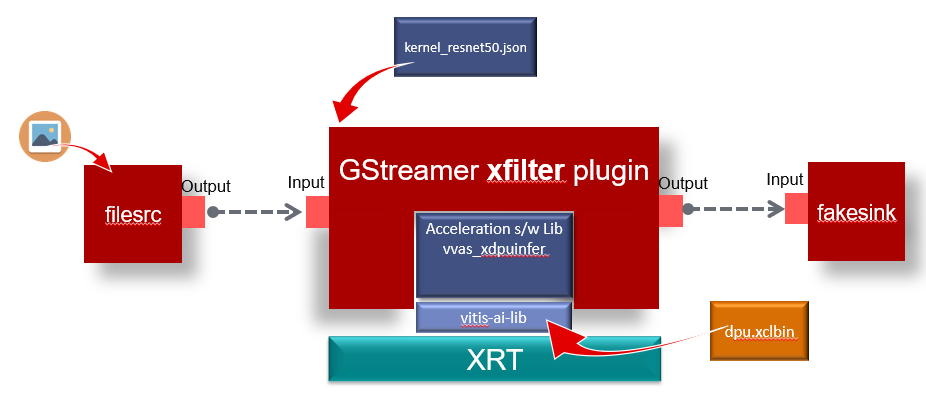 kernel_resnet50.json
GStreamer xfilter plugin
Output
Input
Output
Input
filesrc
fakesink
Acceleration s/w Lib
vvas_xdpuinfer
vitis-ai-lib
dpu.xclbin
XRT